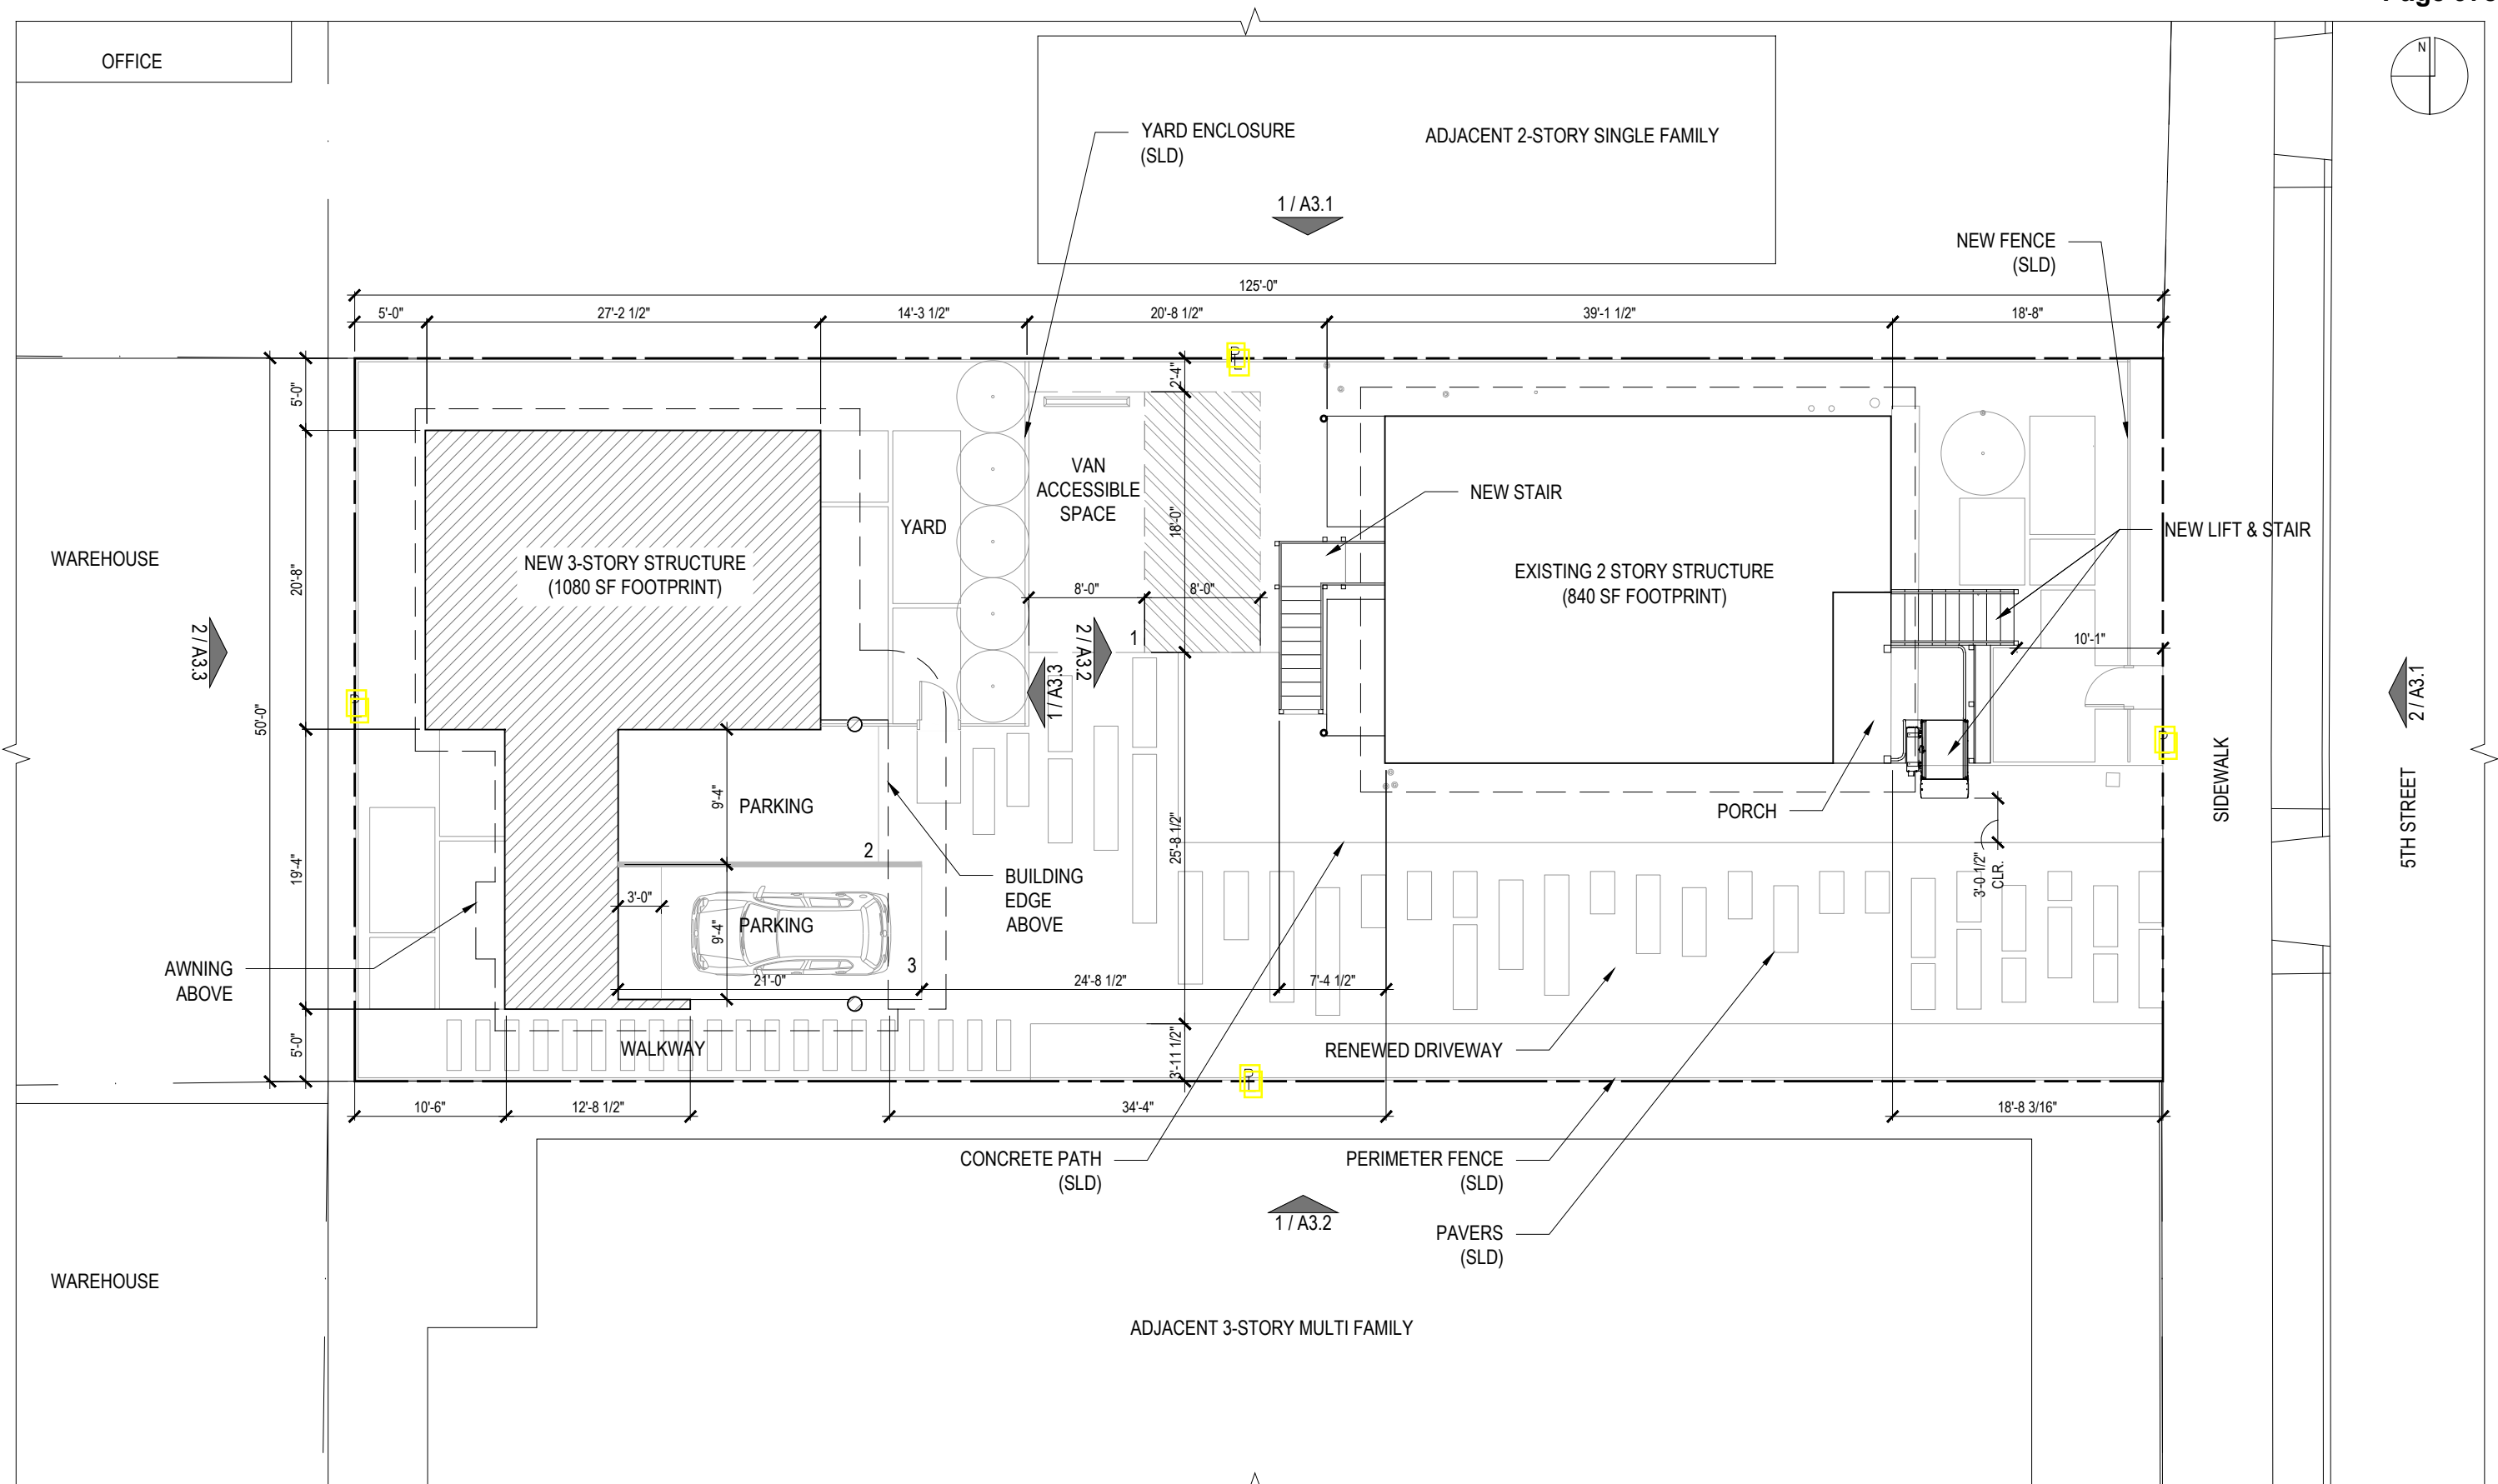 OFFICE
N
YARD ENCLOSURE
(SLD)
ADJACENT 2-STORY SINGLE FAMILY
1 / A3.1
NEW FENCE
(SLD)
125'-0"
5'-0"
27'-2 1/2"
14'-3 1/2"
20'-8 1/2"
39'-1 1/2"
18'-8"
5'-0"
2'-4"
VAN
ACCESSIBLE
SPACE
YARD
18'-0"
NEW STAIR
NEW LIFT & STAIR
WAREHOUSE
NEW 3-STORY STRUCTURE
(1080 SF FOOTPRINT)
20'-8"
8'-0"
8'-0"
EXISTING 2 STORY STRUCTURE
(840 SF FOOTPRINT)
2 / A3.3
1
2 / A3.2
1 / A3.3
10'-1"
2 / A3.1
50'-0"
SIDEWALK
5TH STREET
9'-4"
PARKING
PORCH
2
25'-8 1/2"
19'-4"
BUILDING
EDGE
ABOVE
3'-0 1/2"
CLR.
3'-0"
9'-4"
PARKING
AWNING
ABOVE
3
21'-0"
24'-8 1/2"
7'-4 1/2"
5'-0"
WALKWAY
3'-11 1/2"
RENEWED DRIVEWAY
10'-6"
12'-8 1/2"
34'-4"
18'-8 3/16"
CONCRETE PATH
(SLD)
PERIMETER FENCE
(SLD)
1 / A3.2
PAVERS
(SLD)
WAREHOUSE
ADJACENT 3-STORY MULTI FAMILY